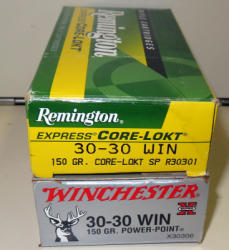 Remington
Remington
EXPRESS CORE-LOKT
30-30 WIN
150 GR. CORE-LOKT SP R30301
WINCHESTER
30-30 WIN
X
150 GR. POWER-POINT
X30306